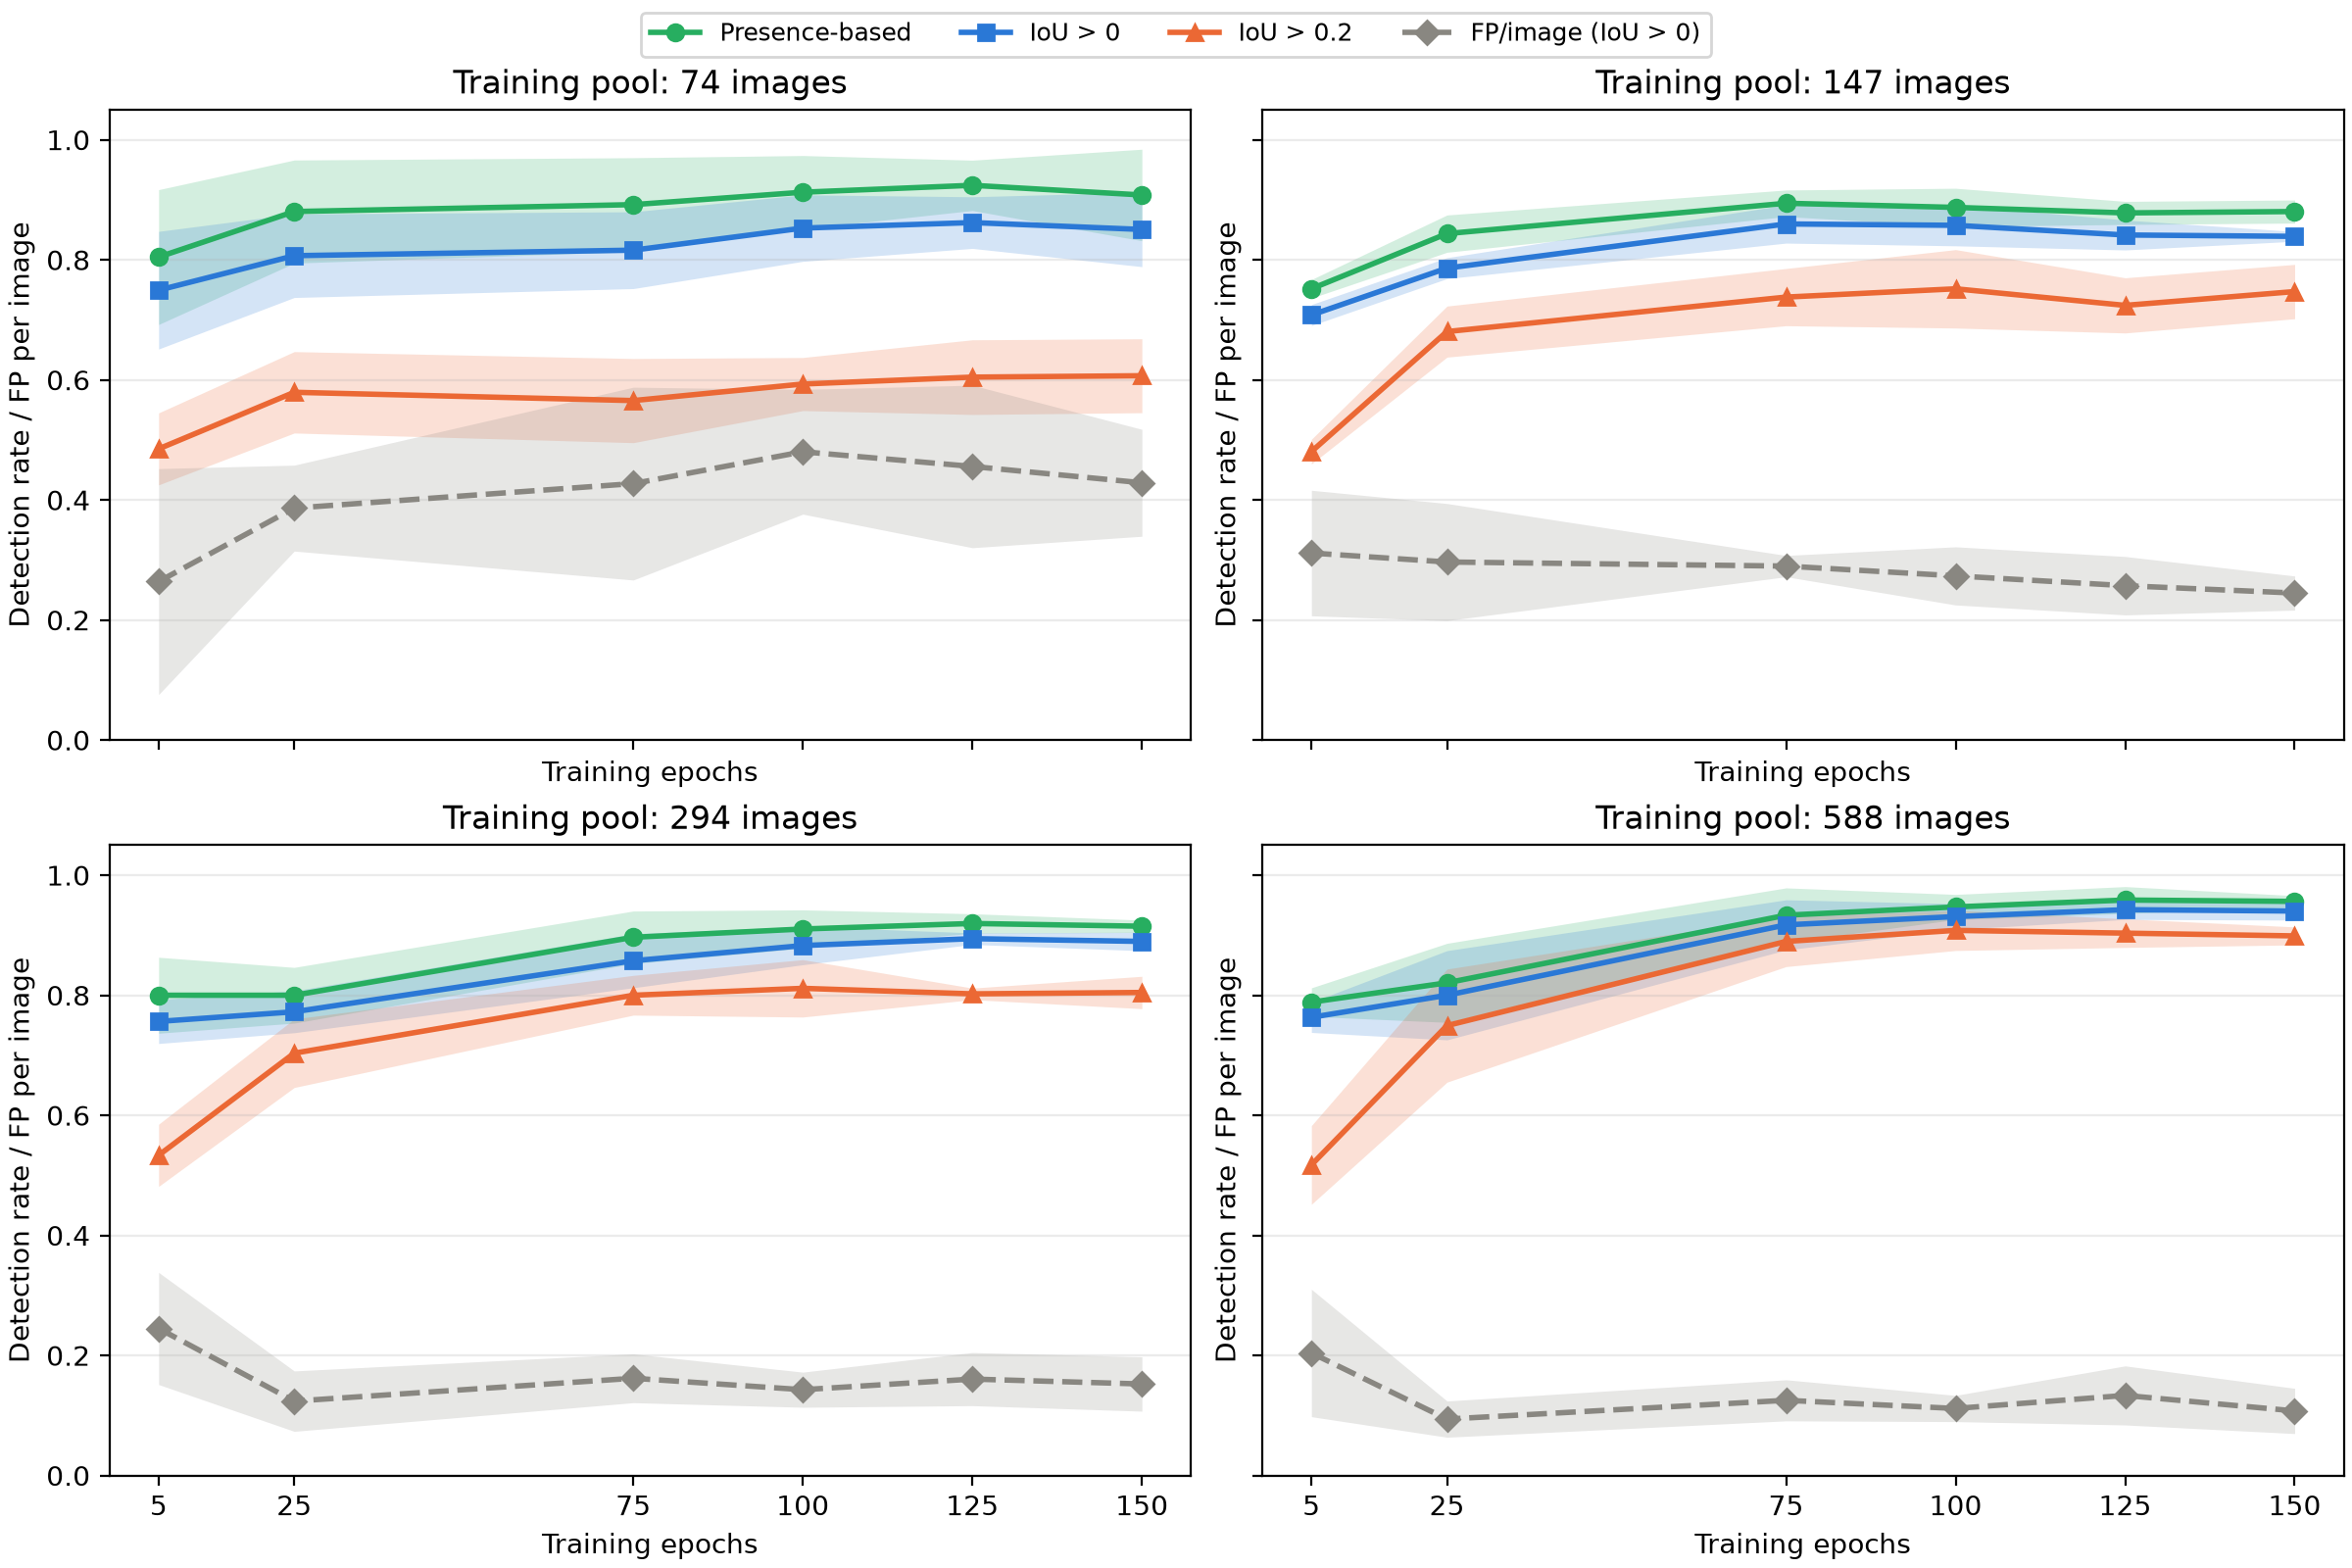 Presence-based
IoU > 0
IoU > 0.2
FP/image (IoU > 0)
Training pool: 74 images
Detection rate / FP per image
1.0
0.8
0.6
0.4
0.2
0.0
Training epochs
Training pool: 147 images
Detection rate / FP per image
Training epochs
Training pool: 294 images
Detection rate / FP per image
1.0
0.8
0.6
0.4
0.2
0.0
5 25 75 100 125 150
Training epochs
Training pool: 588 images
Detection rate / FP per image
5 25 75 100 125 150
Training epochs